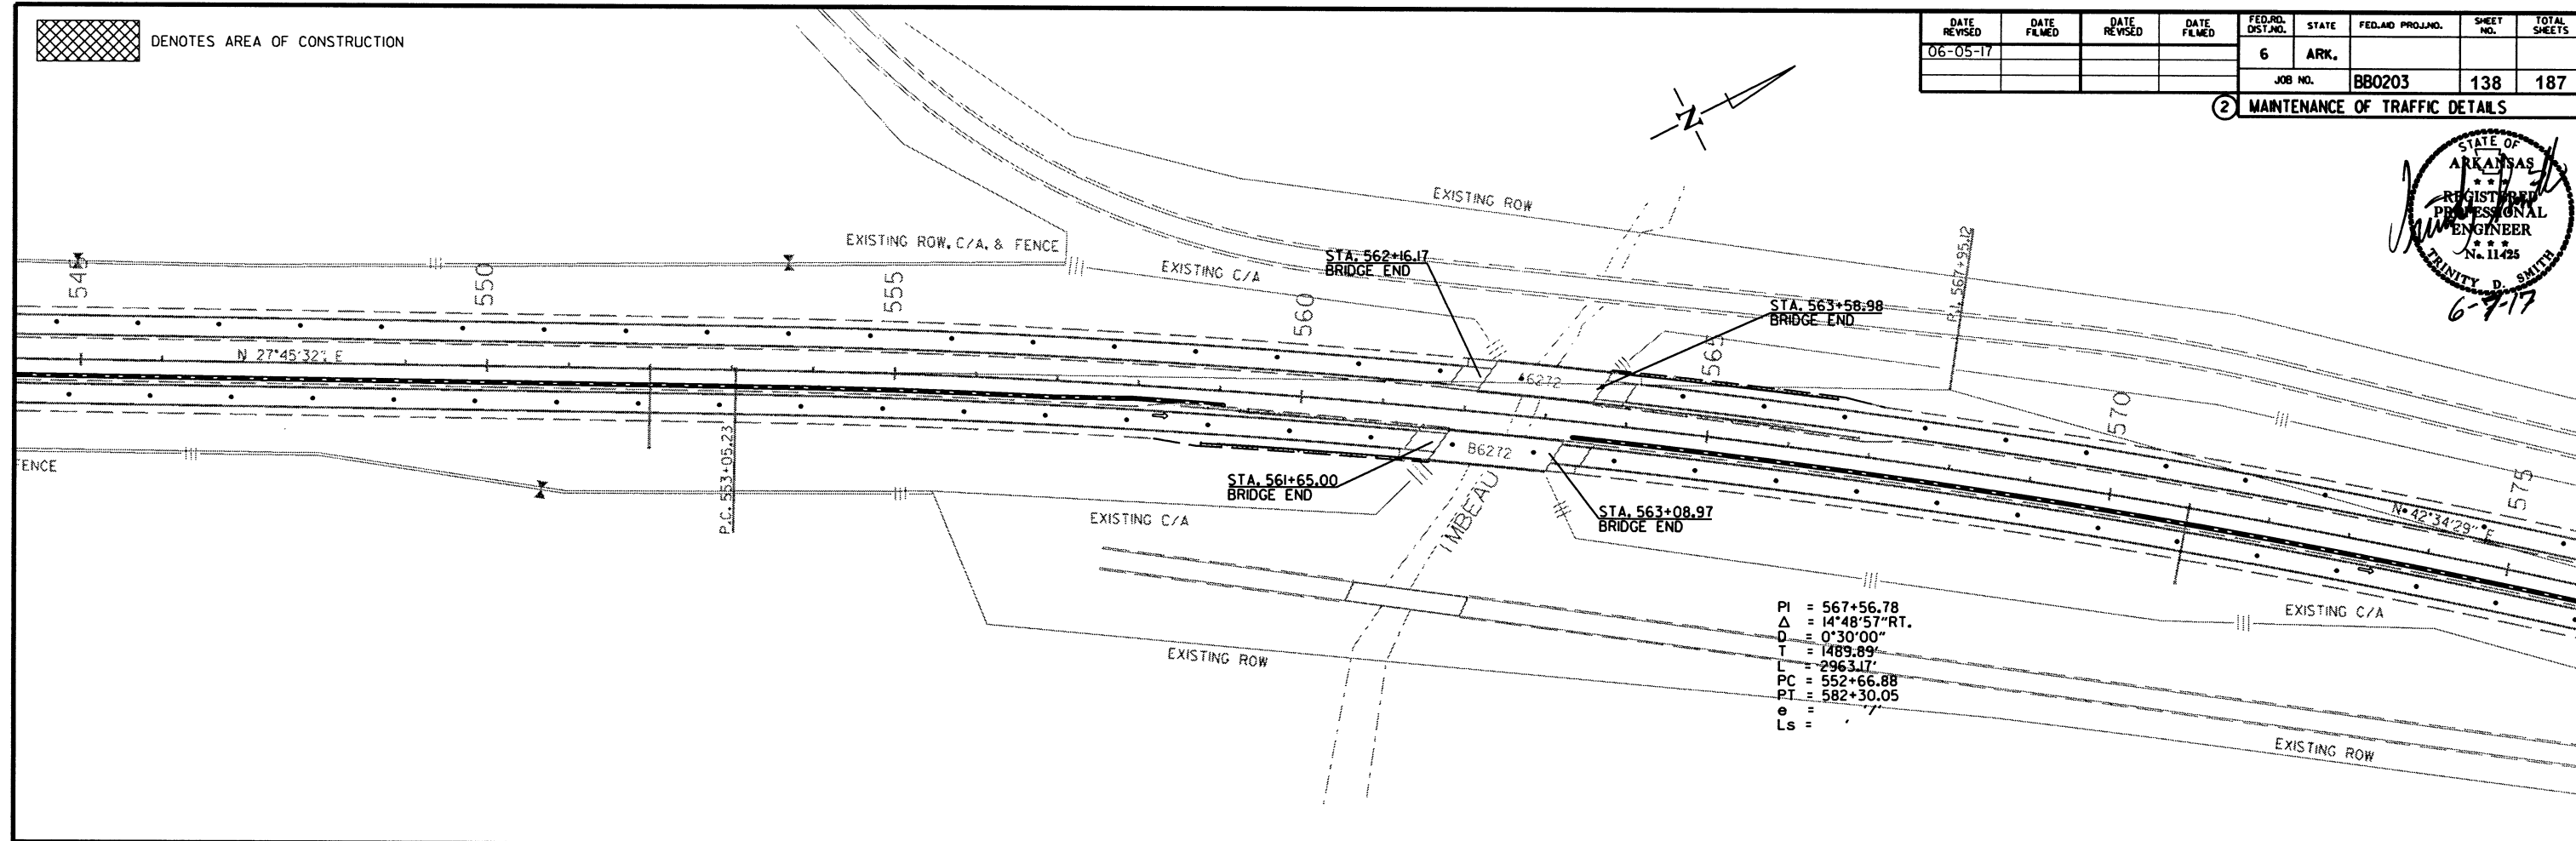 DENOTES AREA OF CONSTRUCTION
DATE REVISED
DATE FILMED
DATE REVISED
DATE FILMED
FED.RD. DIST.NO.
STATE
FED.AID PROJ.NO.
SHEET NO.
TOTAL SHEETS
06-05-17
6
ARK.
JOB NO.
BB0203
138
187
2 MAINTENANCE OF TRAFFIC DETAILS
STATE OF
ARKANSAS
* * *
REGISTERED
PROFESSIONAL
ENGINEER
* * *
No. 11425
TRINITY D. SMITH
6-7-17
N
EXISTING ROW
EXISTING ROW, C/A, & FENCE
EXISTING C/A
STA. 562+16.17
BRIDGE END
STA. 563+58.98
BRIDGE END
P.I. 567+95.12
545
550
555
560
565
570
575
N 27°45'32" E
A6272
B6272
N 42°34'29" E
FENCE
P.C. 553+05.23
STA. 561+65.00
BRIDGE END
STA. 563+08.97
BRIDGE END
IMBEAU
EXISTING C/A
EXISTING C/A
EXISTING ROW
EXISTING ROW
PI = 567+56.78
Δ = 14°48'57"RT.
D = 0°30'00"
T = 1489.89'
L = 2963.17'
PC = 552+66.88
PT = 582+30.05
e = '/'
Ls = '